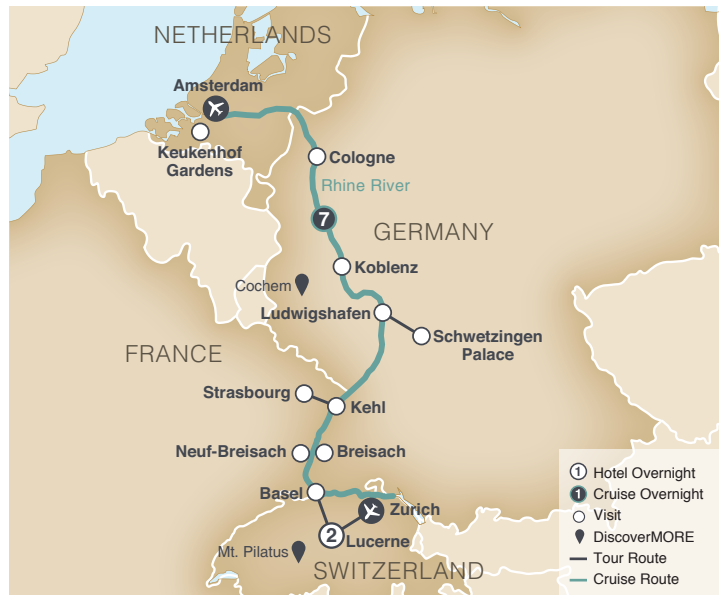 NETHERLANDS
Amsterdam
Keukenhof
Gardens
Cologne
Rhine River
7
GERMANY
Koblenz
Cochem
Ludwigshafen
Schwetzingen
Palace
FRANCE
Strasbourg
Kehl
Neuf-Breisach
Breisach
Basel
Zurich
2
Lucerne
Mt. Pilatus
SWITZERLAND
1 Hotel Overnight
1 Cruise Overnight
Visit
DiscoverMORE
Tour Route
Cruise Route